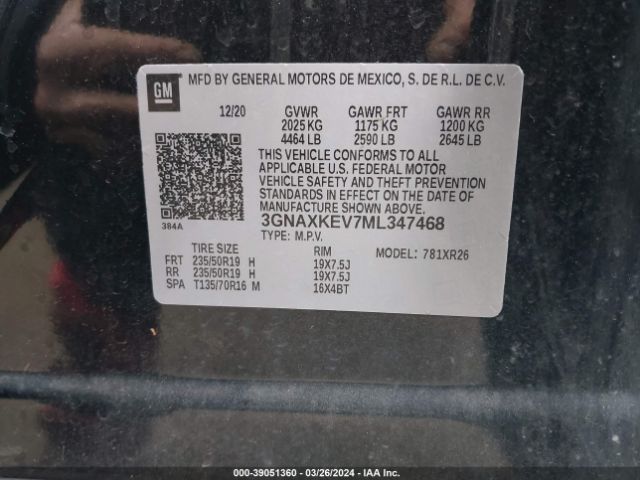 GM
MFD BY GENERAL MOTORS DE MEXICO, S. DE R.L. DE C.V.
12/20 GVWR GAWR FRT GAWR RR
2025 KG 1175 KG 1200 KG
4464 LB 2590 LB 2645 LB
THIS VEHICLE CONFORMS TO ALL
APPLICABLE U.S. FEDERAL MOTOR
VEHICLE SAFETY AND THEFT PREVENTION
STANDARDS IN EFFECT ON THE DATE OF
MANUFACTURE SHOWN ABOVE.
384A
3GNAXKEV7ML347468
TYPE: M.P.V. MODEL: 781XR26
TIRE SIZE RIM
FRT 235/50R19 H 19X7.5J
RR 235/50R19 H 19X7.5J
SPA T135/70R16 M 16X4BT
000-39051360 | 03/26/2024 | IAA Inc.